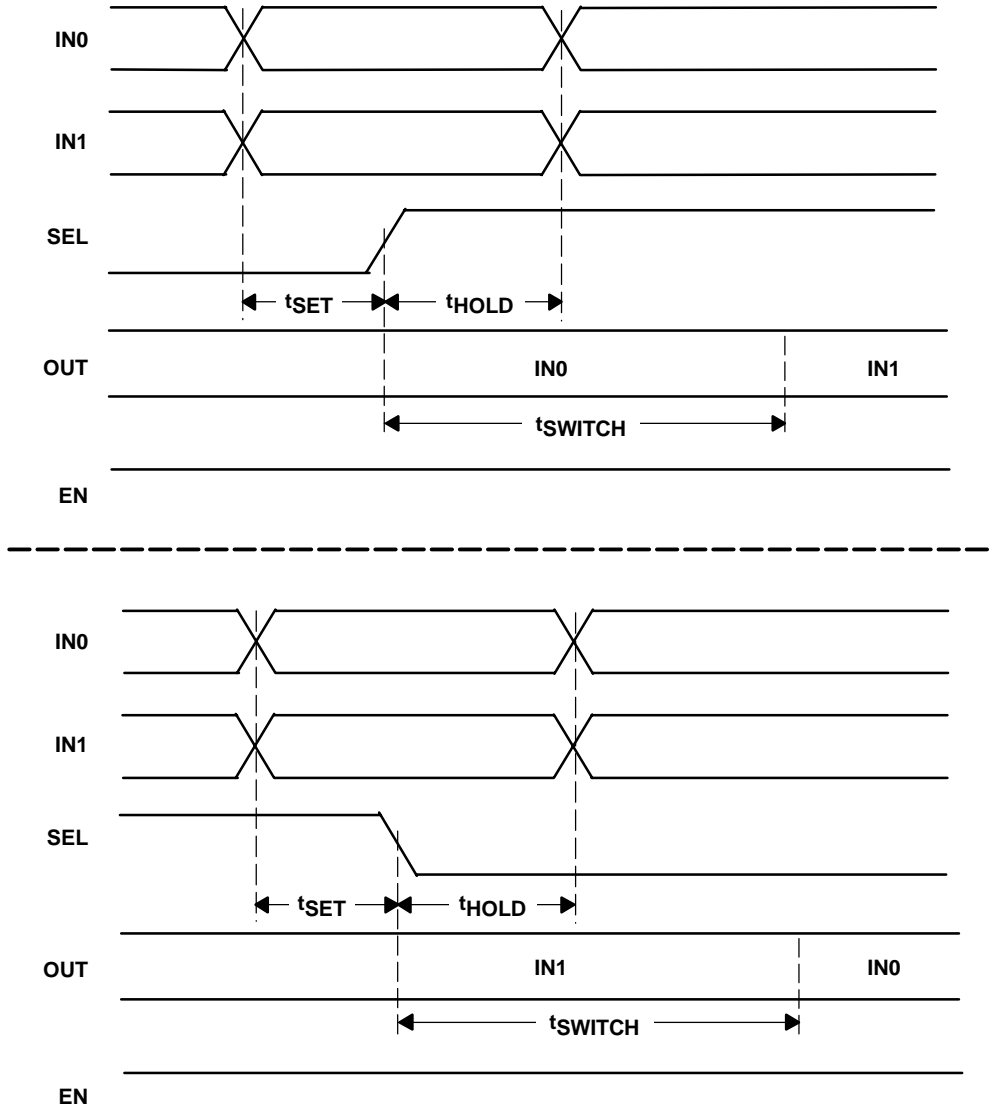 IN0
IN1
SEL
tSET tHOLD
OUT IN0 IN1
tSWITCH
EN
IN0
IN1
SEL
tSET tHOLD
OUT IN1 IN0
tSWITCH
EN